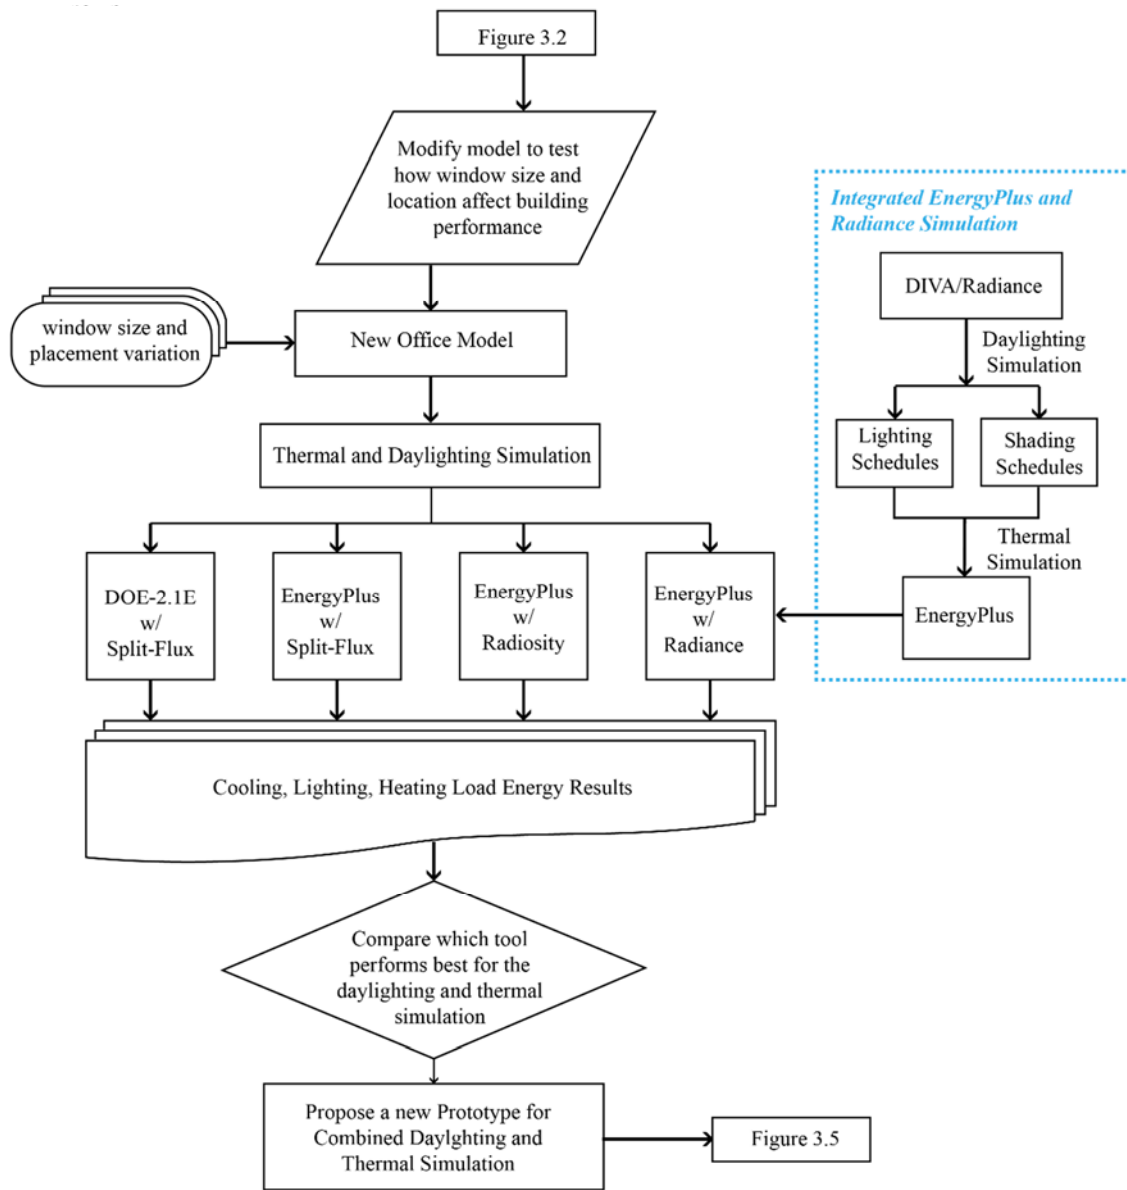 Figure 3.2
Modify model to test
how window size and
location affect building
performance
Integrated EnergyPlus and
Radiance Simulation
DIVA/Radiance
Daylighting
Simulation
window size and
placement variation
New Office Model
Lighting
Schedules
Shading
Schedules
Thermal and Daylighting Simulation
Thermal
Simulation
DOE-2.1E
w/
Split-Flux
EnergyPlus
w/
Split-Flux
EnergyPlus
w/
Radiosity
EnergyPlus
w/
Radiance
EnergyPlus
Cooling, Lighting, Heating Load Energy Results
Compare which tool
performs best for the
daylighting and thermal
simulation
Propose a new Prototype for
Combined Daylghting and
Thermal Simulation
Figure 3.5